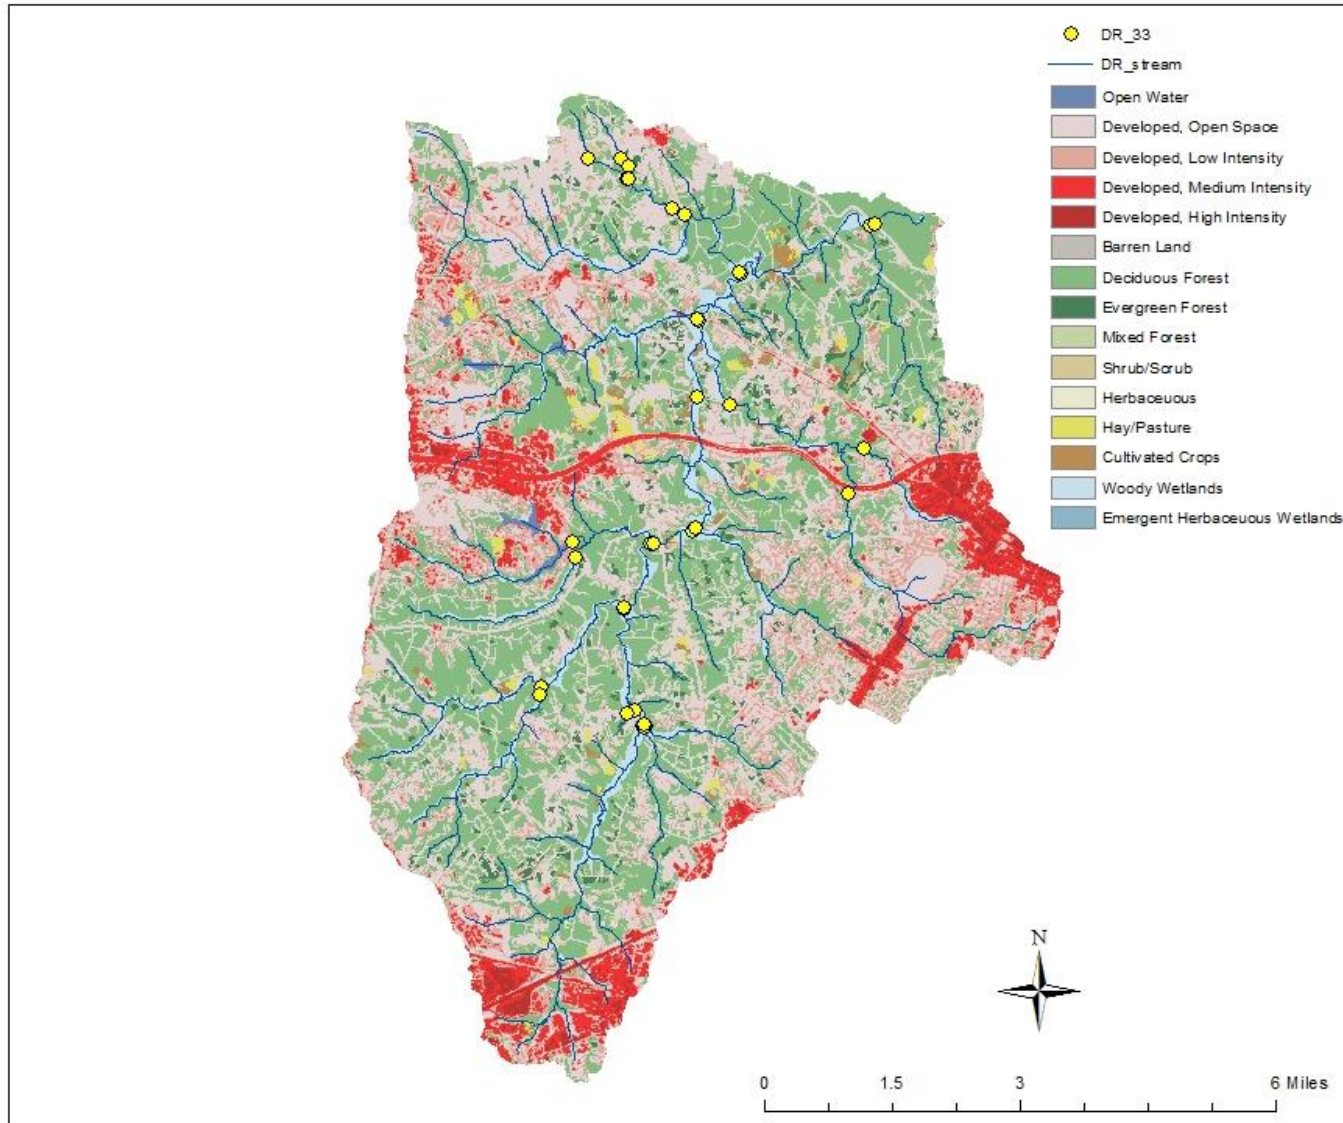 DR_33
DR_stream
Open Water
Developed, Open Space
Developed, Low Intensity
Developed, Medium Intensity
Developed, High Intensity
Barren Land
Deciduous Forest
Evergreen Forest
Mixed Forest
Shrub/Scrub
Herbaceuous
Hay/Pasture
Cultivated Crops
Woody Wetlands
Emergent Herbaceuous Wetlands
N
0 1.5 3 6 Miles